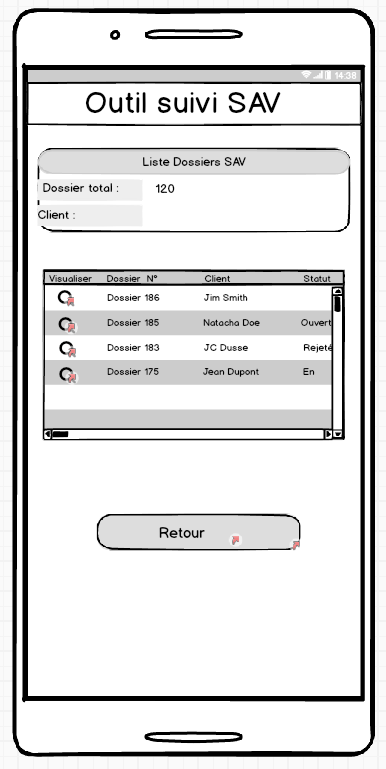 14:38
Outil suivi SAV
Liste Dossiers SAV
Dossier total : 120
Client :
Visualiser Dossier N° Client Statut
Dossier 186 Jim Smith
Dossier 185 Natacha Doe Ouvert
Dossier 183 JC Dusse Rejeté
Dossier 175 Jean Dupont En
Retour